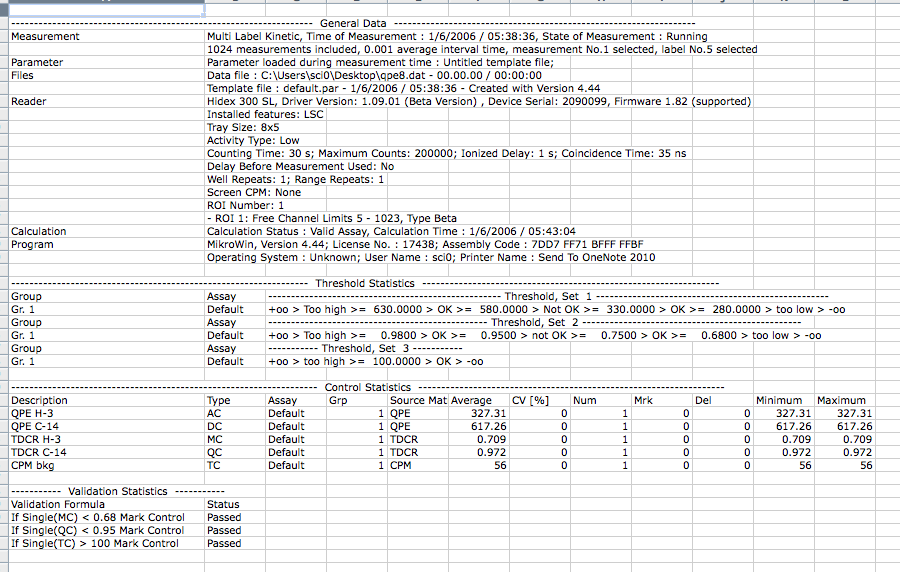 ---------- General Data ----------
Measurement Multi Label Kinetic, Time of Measurement : 1/6/2006 / 05:38:36, State of Measurement : Running
1024 measurements included, 0.001 average interval time, measurement No.1 selected, label No.5 selected
Parameter Parameter loaded during measurement time : Untitled template file;
Files Data file : C:\Users\sci0\Desktop\qpe8.dat - 00.00.00 / 00:00:00
Template file : default.par - 1/6/2006 / 05:38:36 - Created with Version 4.44
Reader Hidex 300 SL, Driver Version: 1.09.01 (Beta Version) , Device Serial: 2090099, Firmware 1.82 (supported)
Installed features: LSC
Tray Size: 8x5
Activity Type: Low
Counting Time: 30 s; Maximum Counts: 200000; Ionized Delay: 1 s; Coincidence Time: 35 ns
Delay Before Measurement Used: No
Well Repeats: 1; Range Repeats: 1
Screen CPM: None
ROI Number: 1
- ROI 1: Free Channel Limits 5 - 1023, Type Beta
Calculation Calculation Status : Valid Assay, Calculation Time : 1/6/2006 / 05:43:04
Program MikroWin, Version 4.44; License No. : 17438; Assembly Code : 7DD7 FF71 BFFF FFBF
Operating System : Unknown; User Name : sci0; Printer Name : Send To OneNote 2010
---------- Threshold Statistics ----------
Group Assay ---------- Threshold, Set 1 ----------
Gr. 1 Default +oo > Too high >= 630.0000 > OK >= 580.0000 > Not OK >= 330.0000 > OK >= 280.0000 > too low > -oo
Group Assay ---------- Threshold, Set 2 ----------
Gr. 1 Default +oo > Too high >= 0.9800 > OK >= 0.9500 > not OK >= 0.7500 > OK >= 0.6800 > too low > -oo
Group Assay ----------- Threshold, Set 3 -----------
Gr. 1 Default +oo > too high >= 100.0000 > OK > -oo
---------- Control Statistics ----------
Description Type Assay Grp Source Mat Average CV [%] Num Mrk Del Minimum Maximum
QPE H-3 AC Default 1 QPE 327.31 0 1 0 0 327.31 327.31
QPE C-14 DC Default 1 QPE 617.26 0 1 0 0 617.26 617.26
TDCR H-3 MC Default 1 TDCR 0.709 0 1 0 0 0.709 0.709
TDCR C-14 QC Default 1 TDCR 0.972 0 1 0 0 0.972 0.972
CPM bkg TC Default 1 CPM 56 0 1 0 0 56 56
----------- Validation Statistics -----------
Validation Formula Status
If Single(MC) < 0.68 Mark Control Passed
If Single(QC) < 0.95 Mark Control Passed
If Single(TC) > 100 Mark Control Passed